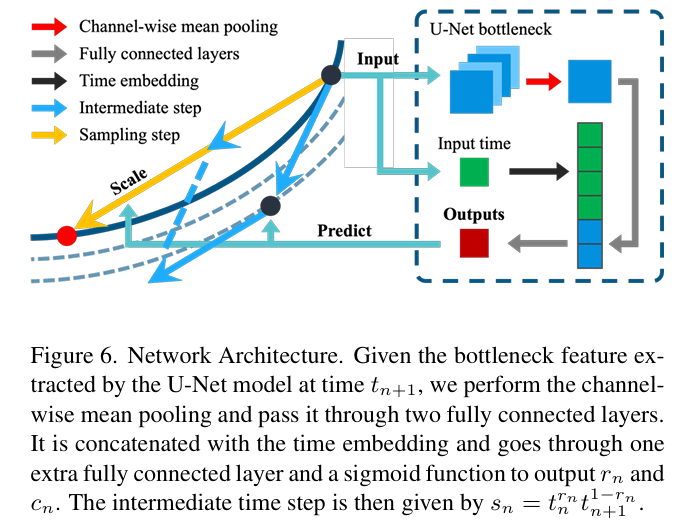 Channel-wise mean pooling
Fully connected layers
Time embedding
Intermediate step
Sampling step
Input
U-Net bottleneck
Input time
Scale
Outputs
Predict
Figure 6. Network Architecture. Given the bottleneck feature ex-
tracted by the U-Net model at time t_{n+1}, we perform the channel-
wise mean pooling and pass it through two fully connected layers.
It is concatenated with the time embedding and goes through one
extra fully connected layer and a sigmoid function to output r_n and
c_n. The intermediate time step is then given by s_n = t_n^{r_n} t_{n+1}^{1-r_n}.